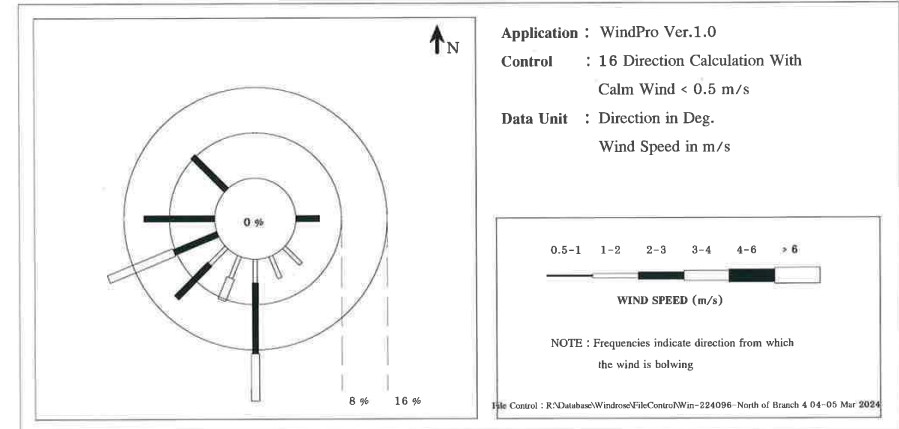 N
0 %
8 %
16 %
Application : WindPro Ver.1.0
Control : 16 Direction Calculation With
Calm Wind < 0.5 m/s
Data Unit : Direction in Deg.
Wind Speed in m/s
0.5-1 1-2 2-3 3-4 4-6 > 6
WIND SPEED (m/s)
NOTE : Frequencies indicate direction from which
the wind is bolwing
File Control : R:\Database\Windrose\FileControl\Win-224096-North of Branch 4 04-05 Mar 2024